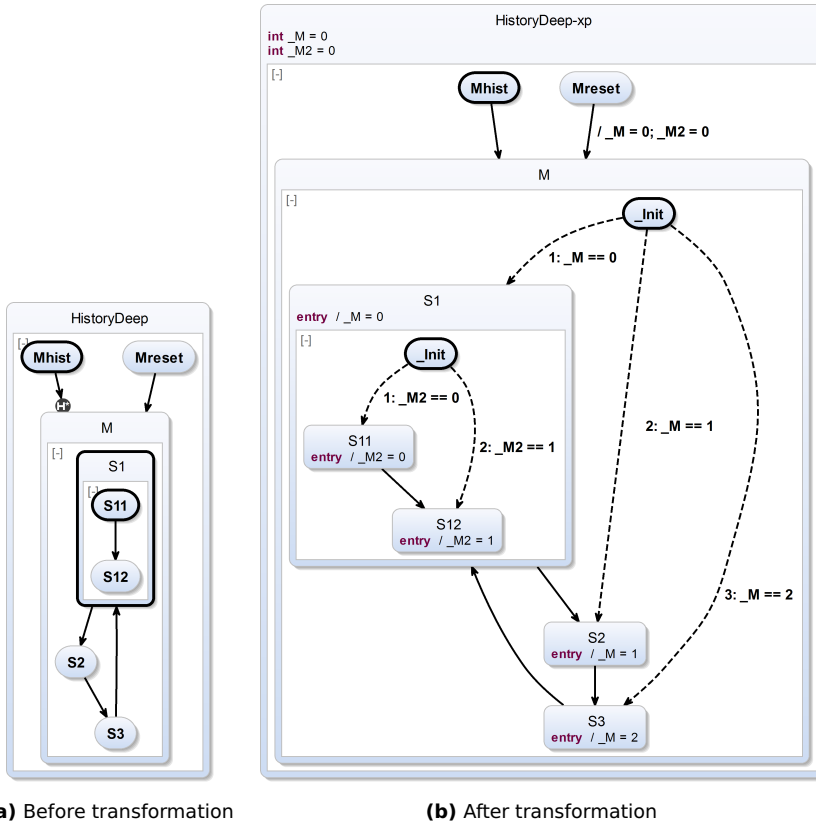 HistoryDeep
[-]
Mhist
Mreset
H*
M
[-]
S1
[-]
S11
S12
S2
S3
a) Before transformation
HistoryDeep-xp
int _M = 0
int _M2 = 0
[-]
Mhist
Mreset
/ _M = 0; _M2 = 0
M
[-]
_Init
1: _M == 0
S1
entry / _M = 0
[-]
_Init
1: _M2 == 0
S11
entry / _M2 = 0
2: _M2 == 1
S12
entry / _M2 = 1
2: _M == 1
3: _M == 2
S2
entry / _M = 1
S3
entry / _M = 2
(b) After transformation